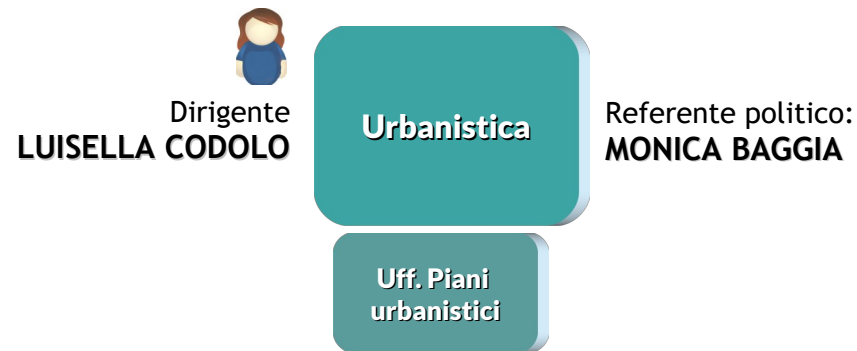 Dirigente
LUISELLA CODOLO
Urbanistica
Referente politico:
MONICA BAGGIA
Uff. Piani
urbanistici